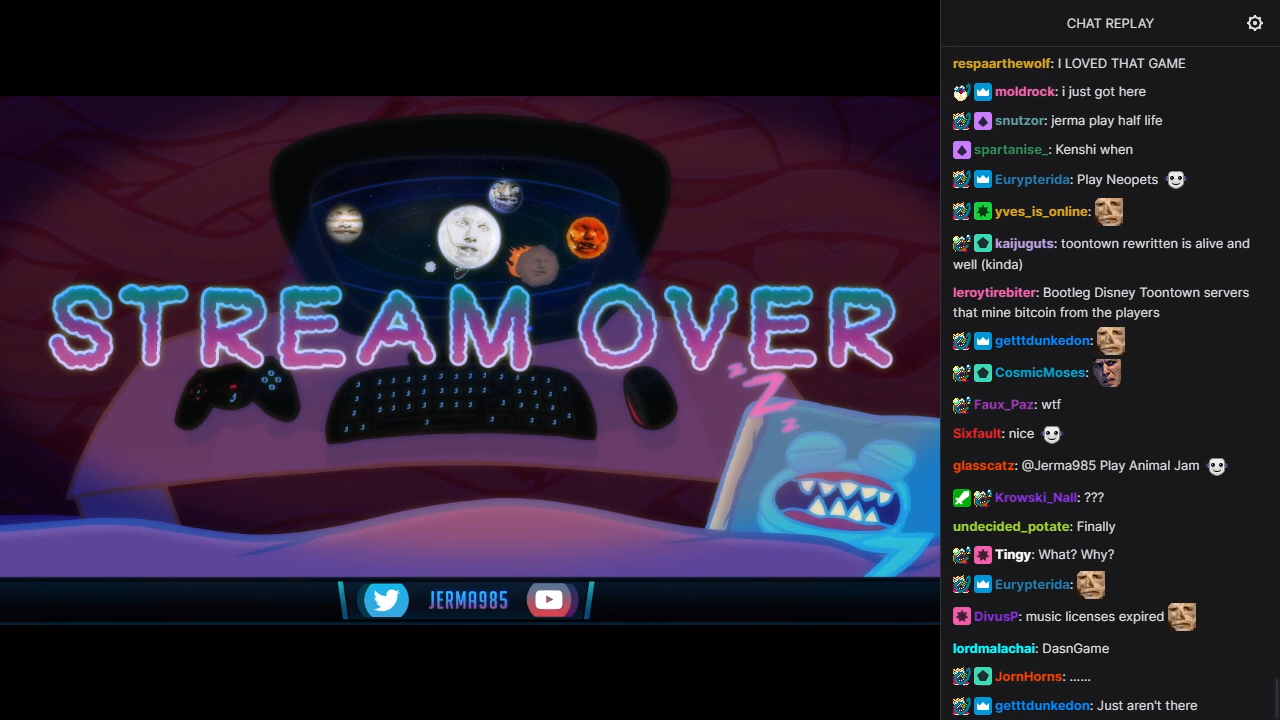 STREAM OVER
Z
Z
Z
JERMA985
CHAT REPLAY
respaarthewolf: I LOVED THAT GAME
moldrock: i just got here
snutzor: jerma play half life
spartanise_: Kenshi when
Eurypterida: Play Neopets
yves_is_online:
kaijuguts: toontown rewritten is alive and
well (kinda)
leroytirebiter: Bootleg Disney Toontown servers
that mine bitcoin from the players
getttdunkedon:
CosmicMoses:
Faux_Paz: wtf
Sixfault: nice
glasscatz: @Jerma985 Play Animal Jam
Krowski_Nall: ???
undecided_potate: Finally
Tingy: What? Why?
Eurypterida:
DivusP: music licenses expired
lordmalachai: DasnGame
JornHorns: ......
getttdunkedon: Just aren't there